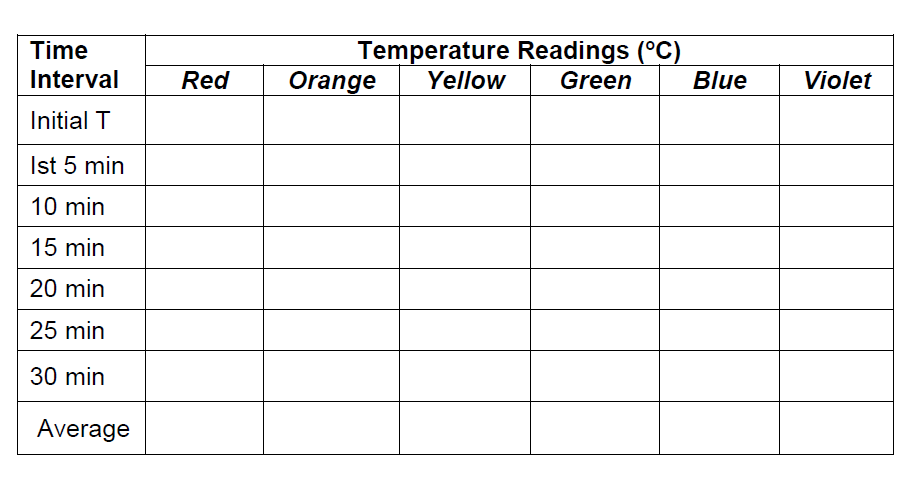 Time Interval
Temperature Readings (°C)
Red Orange Yellow Green Blue Violet
Initial T
Ist 5 min
10 min
15 min
20 min
25 min
30 min
Average